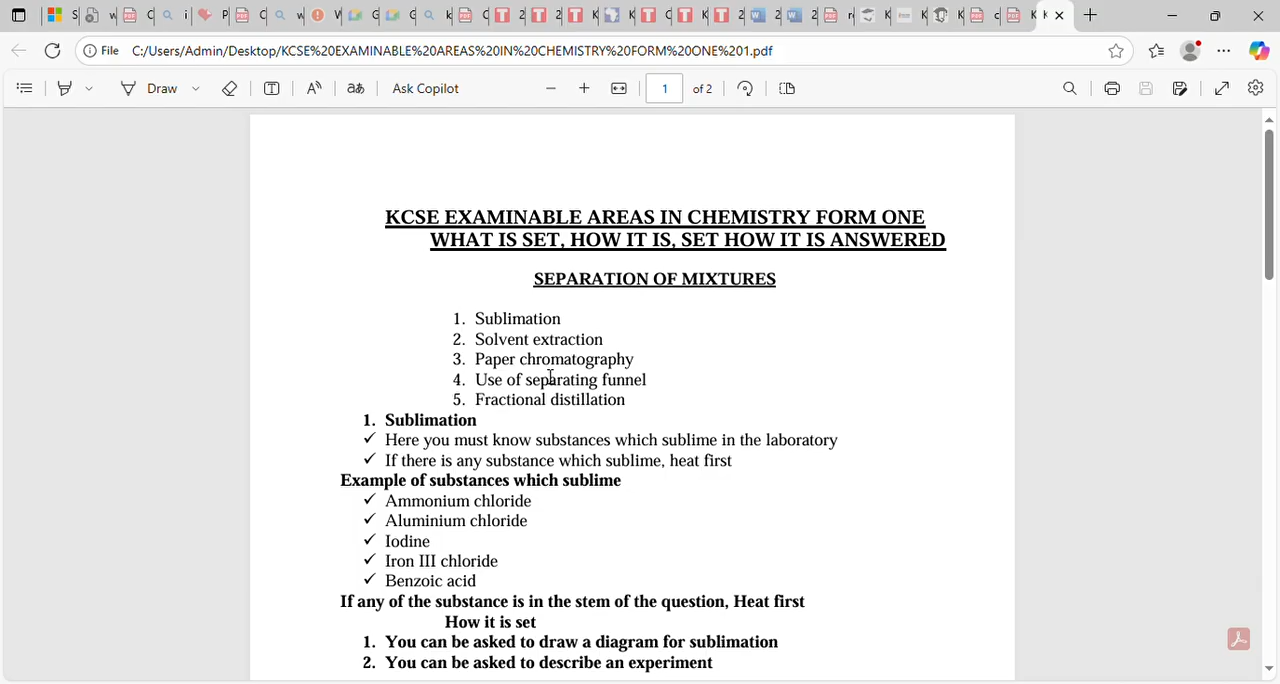 S w C i P C w V G G k C 2 2 K K C K 2 2 2 r K K K c K K
File C:/Users/Admin/Desktop/KCSE%20EXAMINABLE%20AREAS%20IN%20CHEMISTRY%20FORM%20ONE%201.pdf
Draw Ask Copilot 1 of 2
KCSE EXAMINABLE AREAS IN CHEMISTRY FORM ONE
WHAT IS SET, HOW IT IS, SET HOW IT IS ANSWERED
SEPARATION OF MIXTURES
1. Sublimation
2. Solvent extraction
3. Paper chromatography
4. Use of separating funnel
5. Fractional distillation
1. Sublimation
✓ Here you must know substances which sublime in the laboratory
✓ If there is any substance which sublime, heat first
Example of substances which sublime
✓ Ammonium chloride
✓ Aluminium chloride
✓ Iodine
✓ Iron III chloride
✓ Benzoic acid
If any of the substance is in the stem of the question, Heat first
How it is set
1. You can be asked to draw a diagram for sublimation
2. You can be asked to describe an experiment